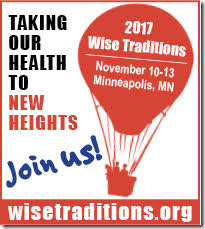 TAKING
OUR
HEALTH
TO
NEW
HEIGHTS
2017
Wise Traditions
November 10-13
Minneapolis, MN
Join us!
wisetraditions.org